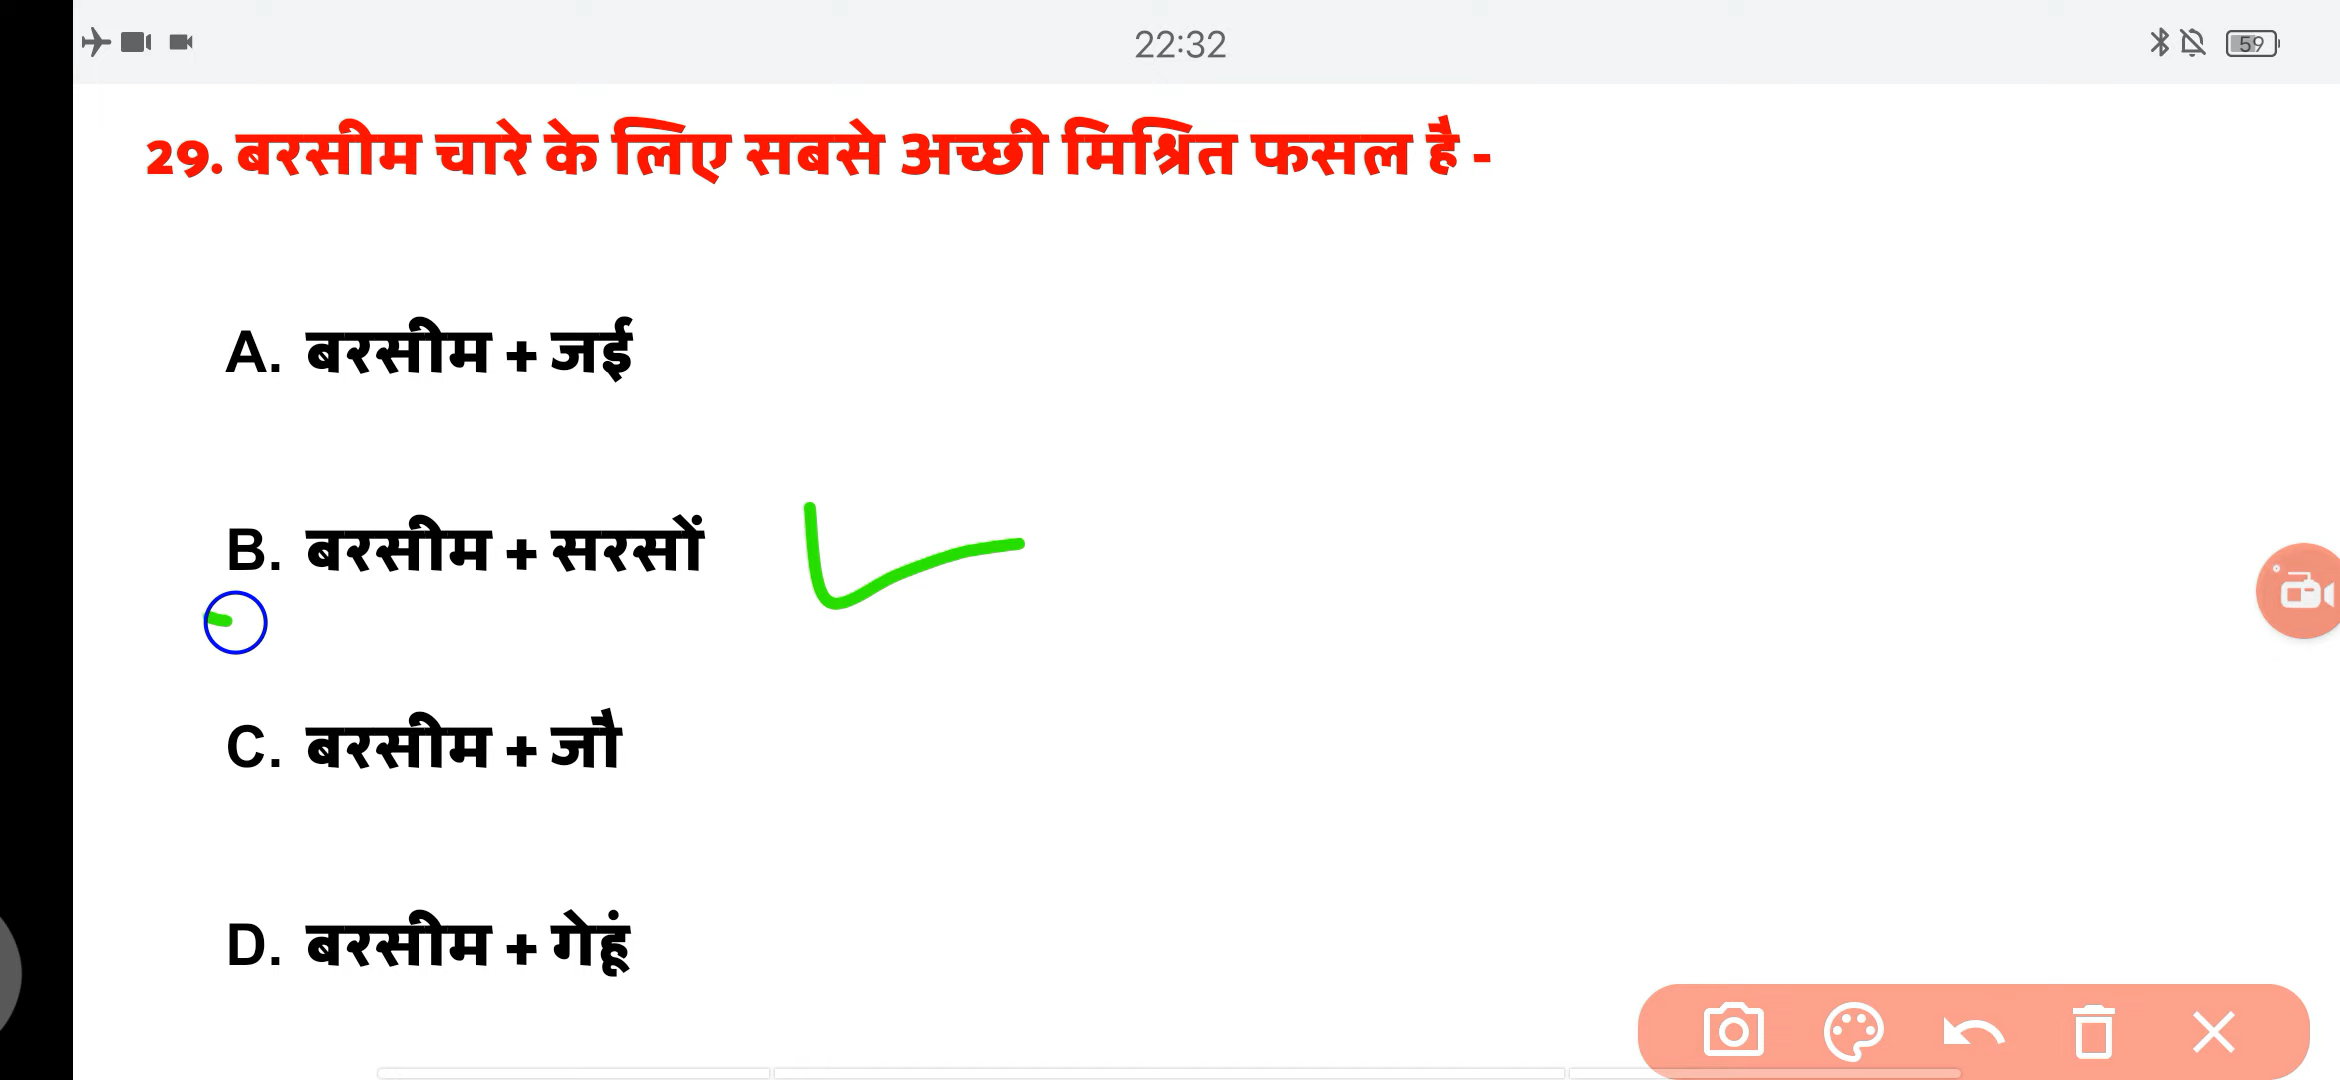 22:32
59
29. बरसीम चारे के लिए सबसे अच्छी मिश्रित फसल है -
A. बरसीम + जई
B. बरसीम + सरसों
C. बरसीम + जौ
D. बरसीम + गेहूं